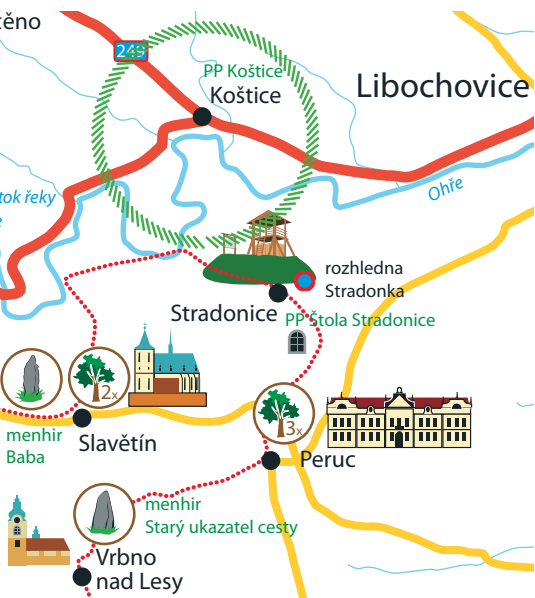 těno
249
PP Koštice
Koštice
Libochovice
tok řeky
e
Ohře
rozhledna
Stradonka
Stradonice
PP Štola Stradonice
2x
3x
menhir
Baba
Slavětín
Peruc
menhir
Starý ukazatel cesty
Vrbno
nad Lesy